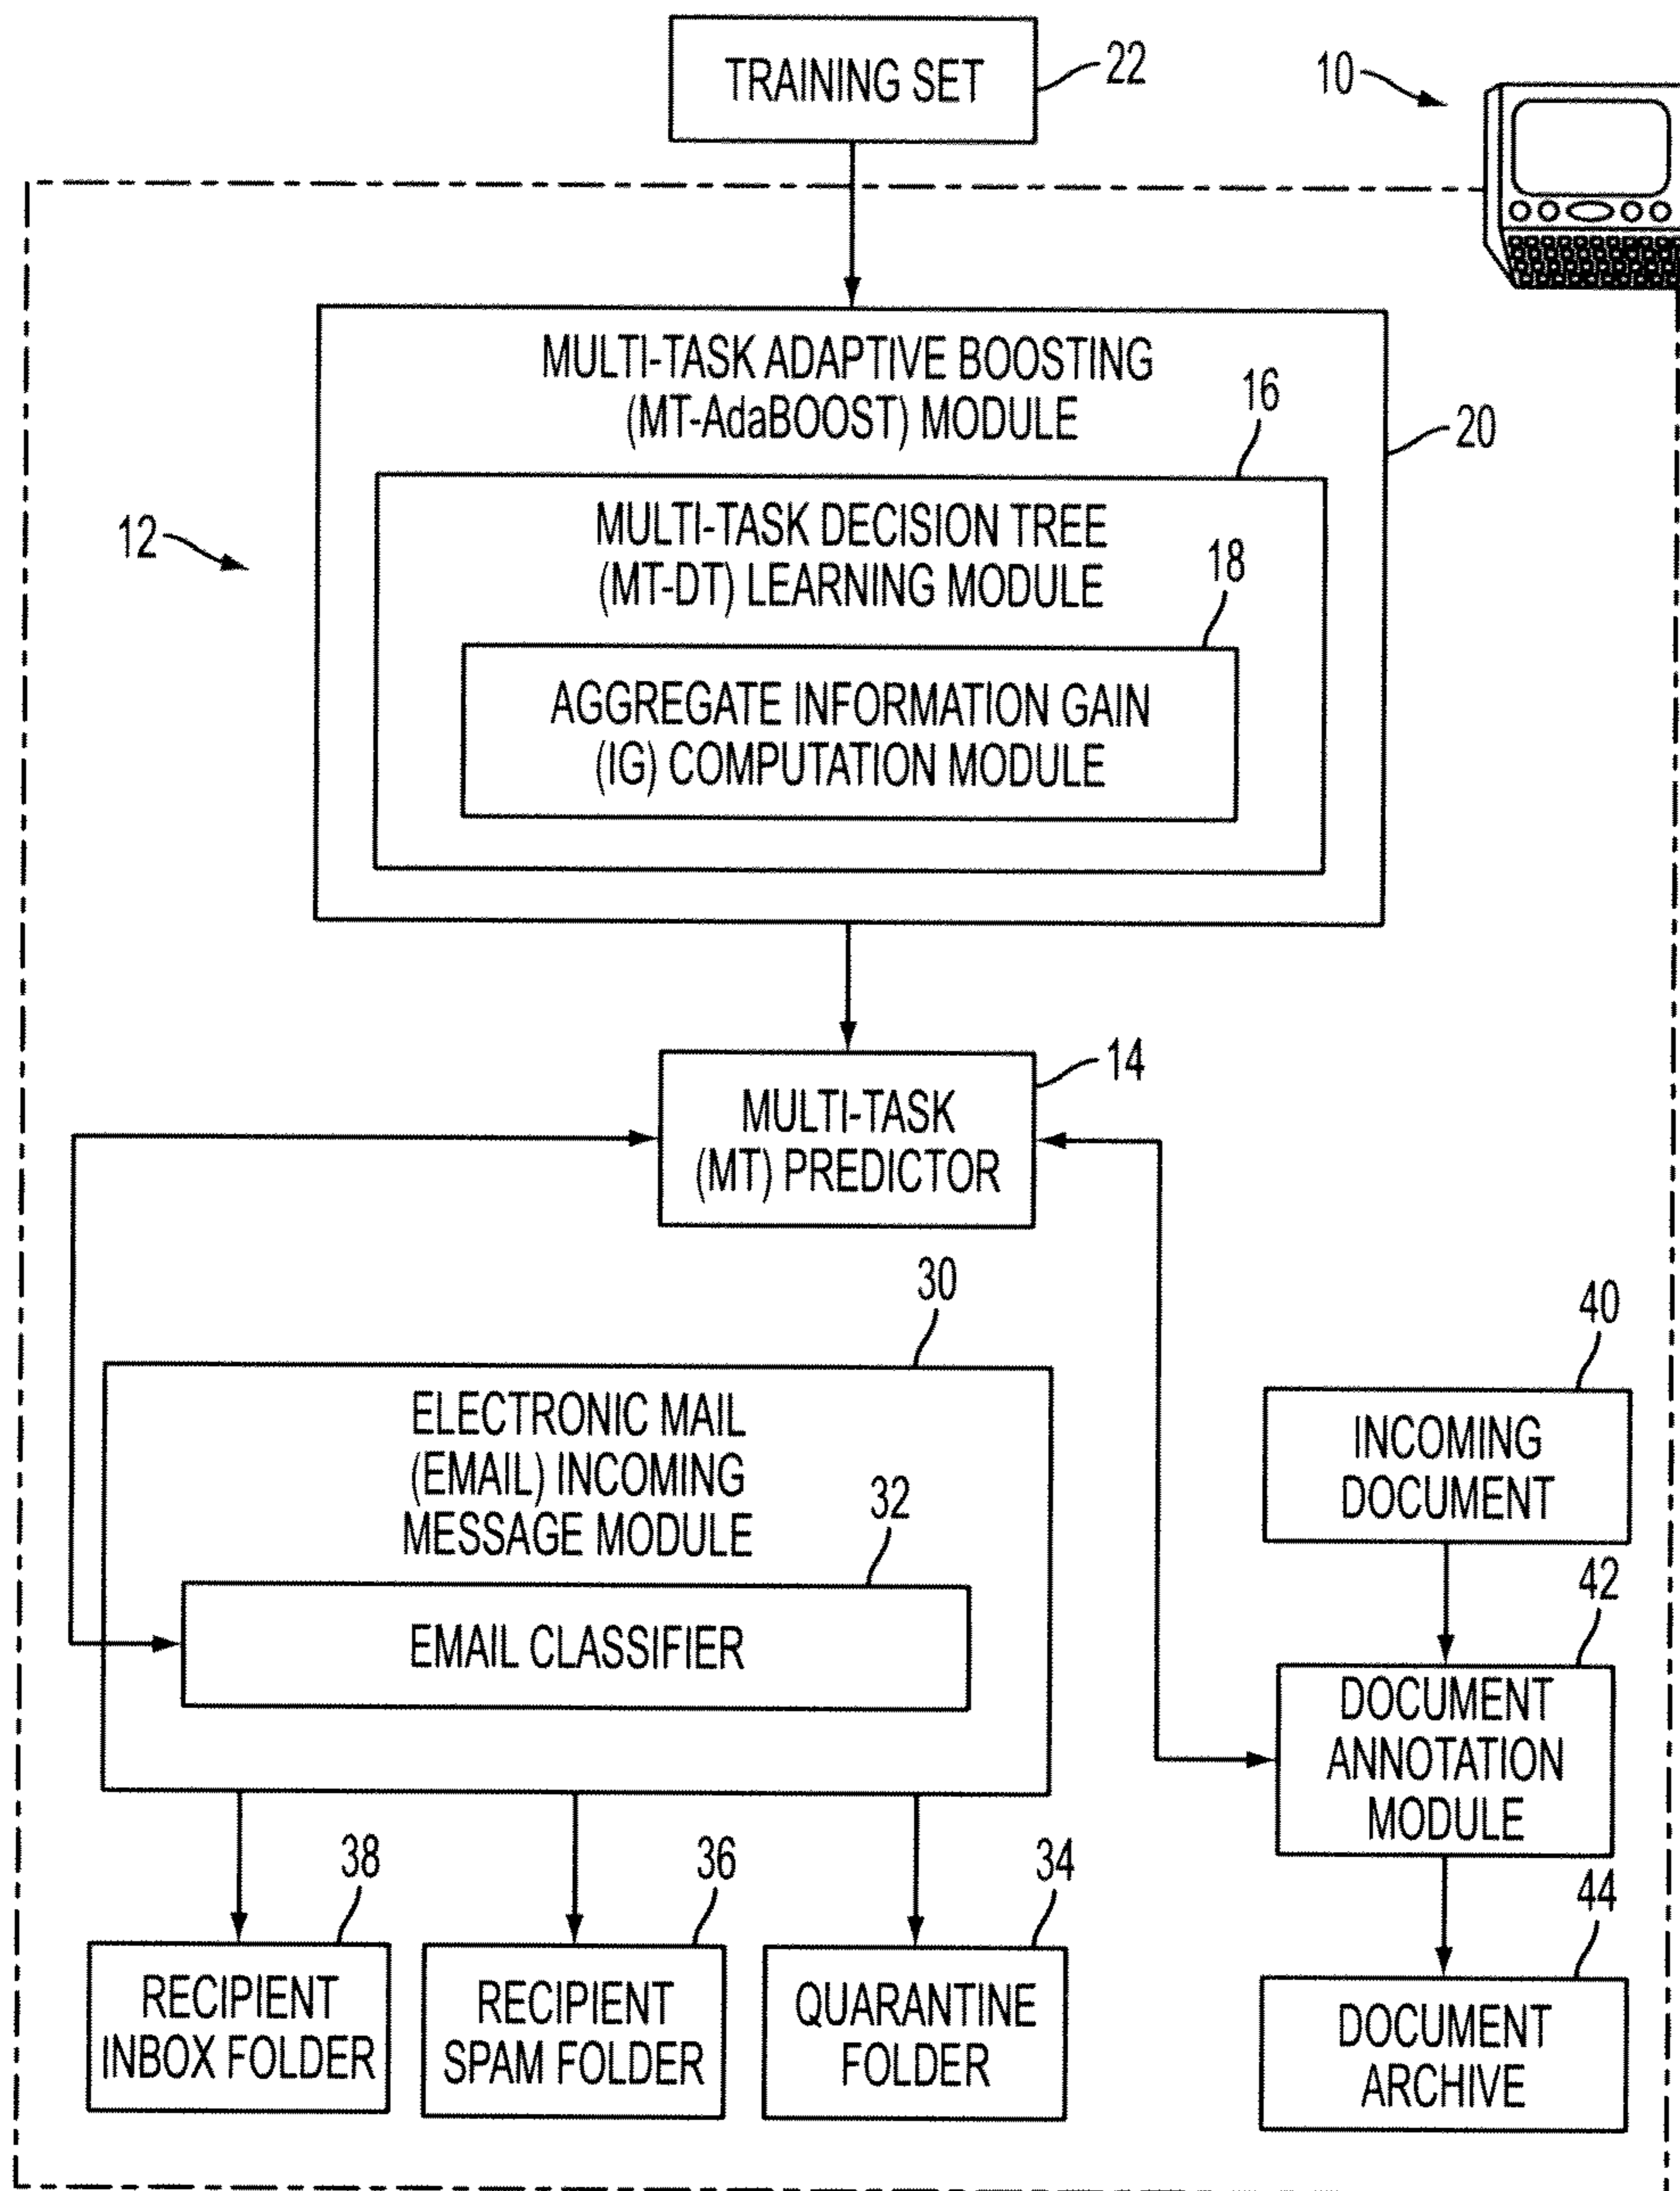 TRAINING SET
22
10
MULTI-TASK ADAPTIVE BOOSTING
(MT-AdaBOOST) MODULE
16
20
MULTI-TASK DECISION TREE
(MT-DT) LEARNING MODULE
12
18
AGGREGATE INFORMATION GAIN
(IG) COMPUTATION MODULE
14
MULTI-TASK
(MT) PREDICTOR
30
ELECTRONIC MAIL
(EMAIL) INCOMING
MESSAGE MODULE
32
EMAIL CLASSIFIER
40
INCOMING
DOCUMENT
42
DOCUMENT
ANNOTATION
MODULE
38
RECIPIENT
INBOX FOLDER
36
RECIPIENT
SPAM FOLDER
34
QUARANTINE
FOLDER
44
DOCUMENT
ARCHIVE